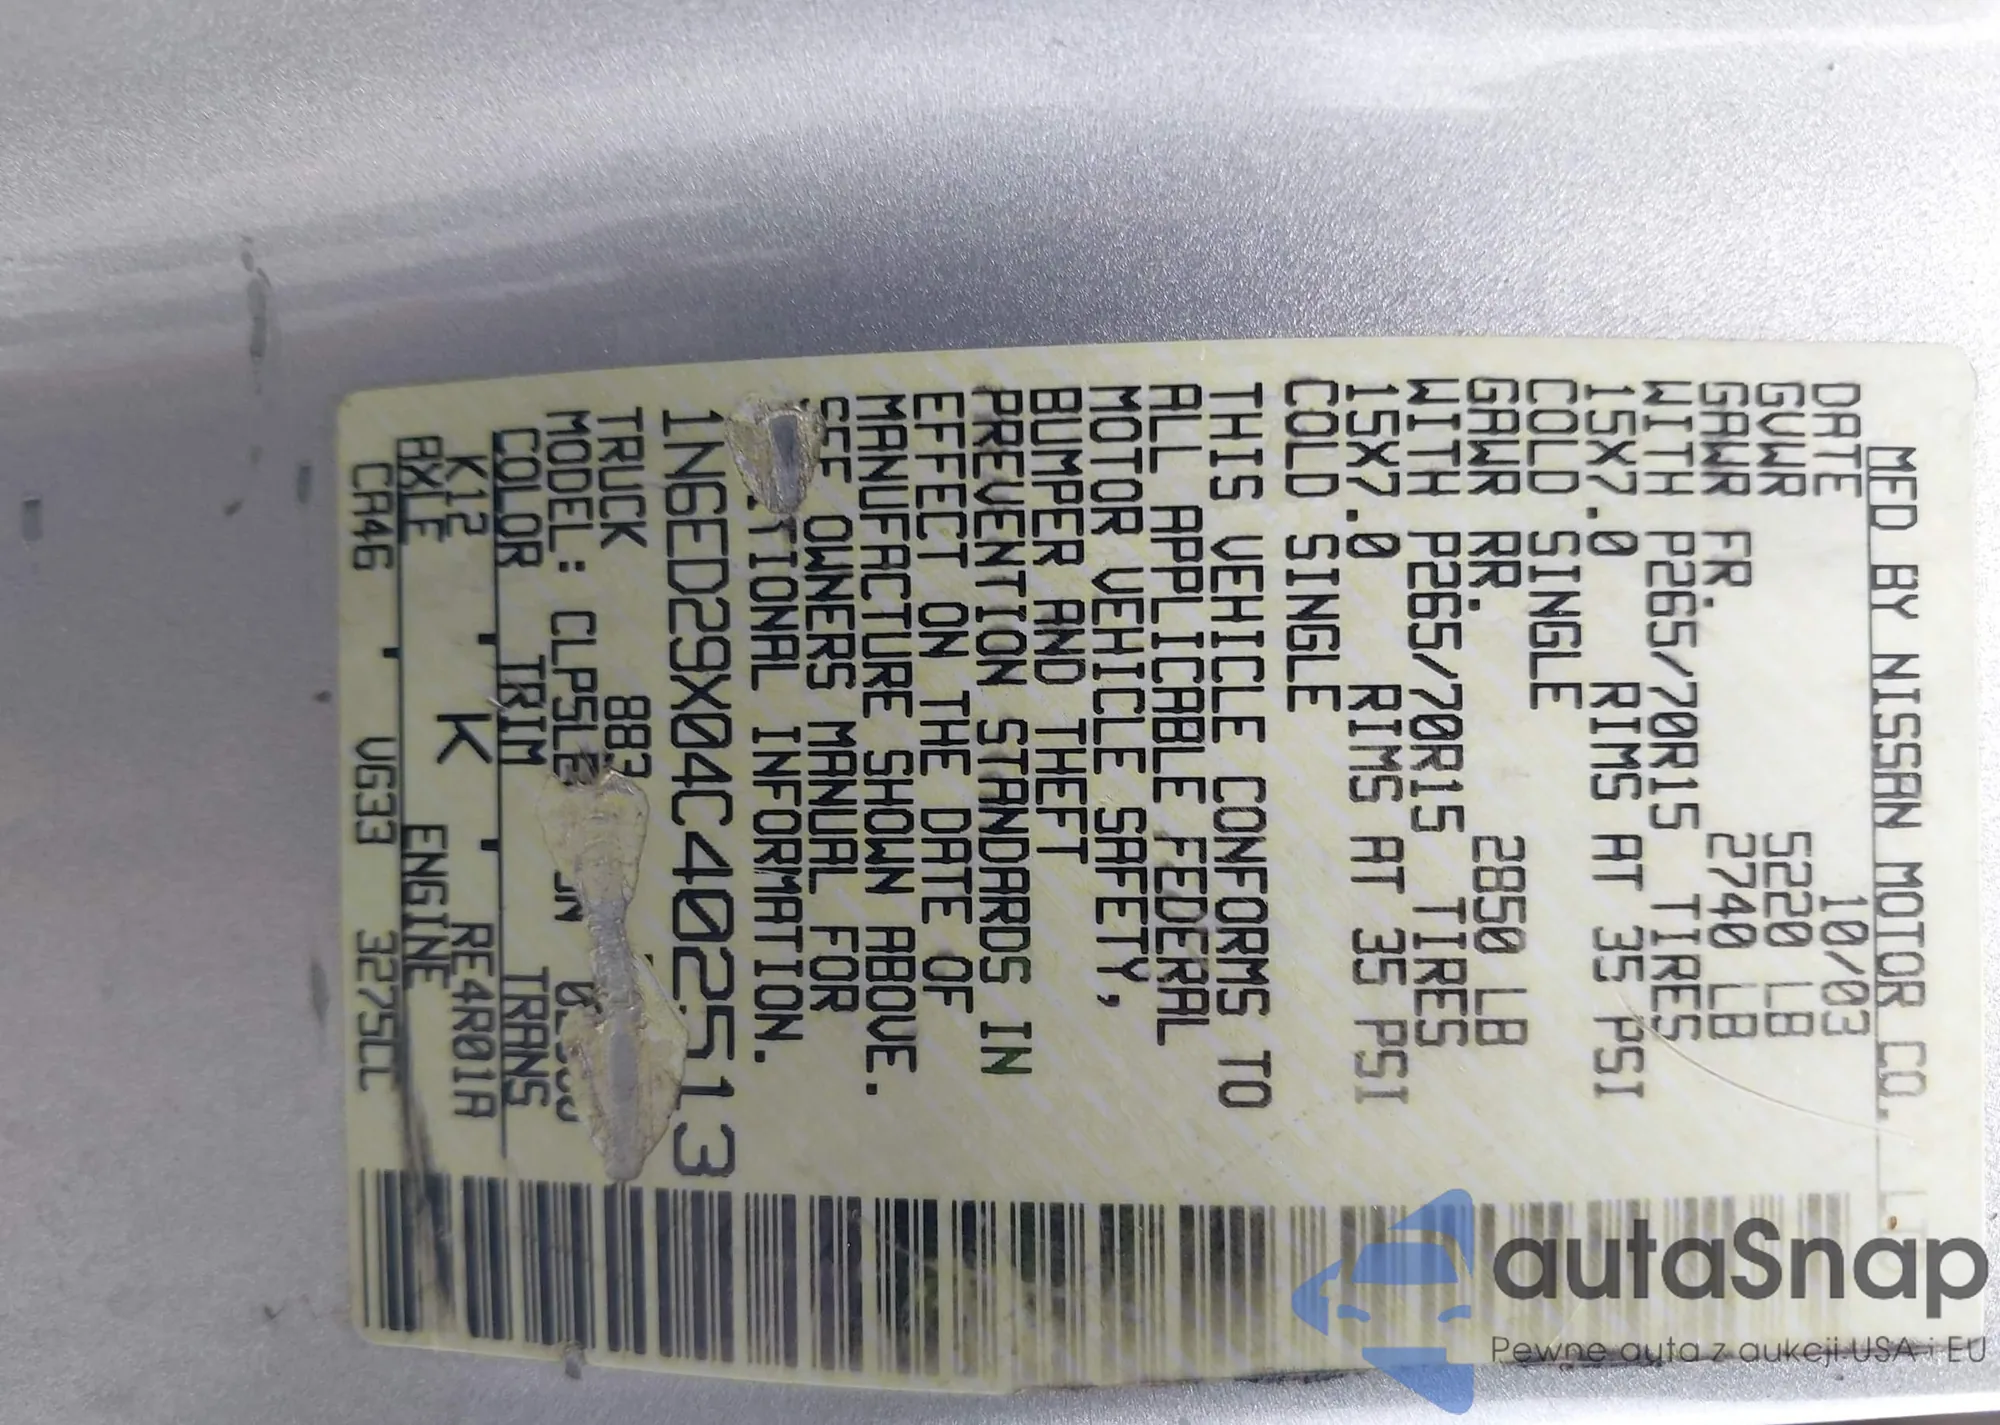 MFD BY NISSAN MOTOR CO.
DATE 10/03
GVWR 5220 LB
GAWR FR. 2740 LB
WITH P265/70R15 TIRES
15X7.0 RIMS AT 35 PSI
COLD SINGLE
GAWR RR. 2850 LB
WITH P265/70R15 TIRES
15X7.0 RIMS AT 35 PSI
COLD SINGLE
THIS VEHICLE CONFORMS TO
ALL APPLICABLE FEDERAL
MOTOR VEHICLE SAFETY,
BUMPER AND THEFT
PREVENTION STANDARDS IN
EFFECT ON THE DATE OF
MANUFACTURE SHOWN ABOVE.
SEE OWNERS MANUAL FOR
INFORMATION.
1N6ED29X04C402513
TRUCK 883
MODEL:
COLOR TRIM TRANS
K12 K RE4R01A
AXLE ENGINE
CA46 VG33 3275CC
autaSnap
Pewne auta z aukcji USA i EU